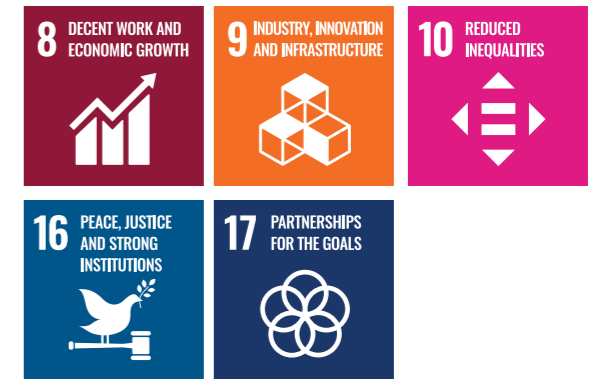 8 DECENT WORK AND
ECONOMIC GROWTH
9 INDUSTRY, INNOVATION
AND INFRASTRUCTURE
10 REDUCED
INEQUALITIES
16 PEACE, JUSTICE
AND STRONG
INSTITUTIONS
17 PARTNERSHIPS
FOR THE GOALS